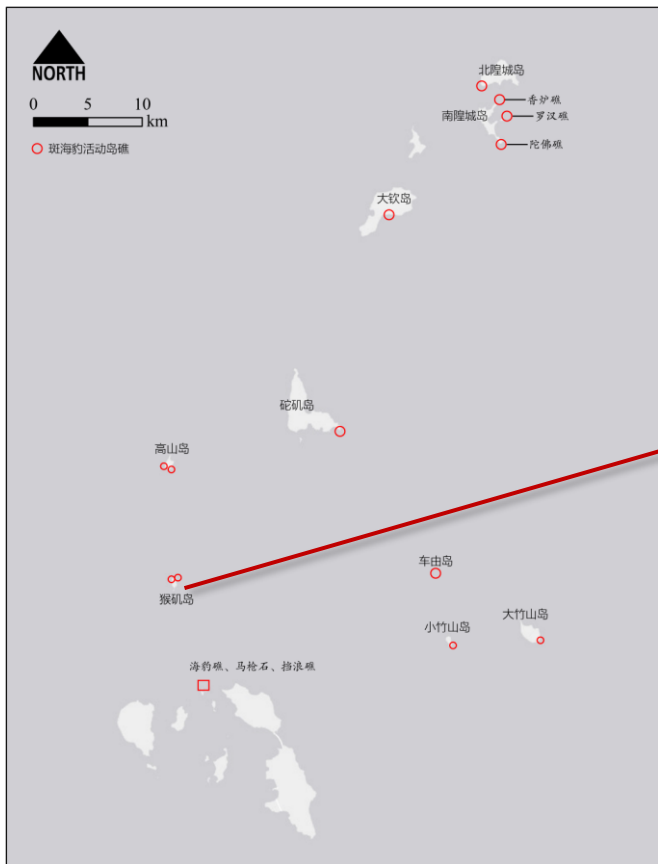 NORTH
0 5 10
km
斑海豹活动岛礁
北隍城岛
香炉礁
南隍城岛
罗汉礁
陀佛礁
大钦岛
砣矶岛
高山岛
车由岛
猴矶岛
大竹山岛
小竹山岛
海豹礁、马枪石、挡浪礁